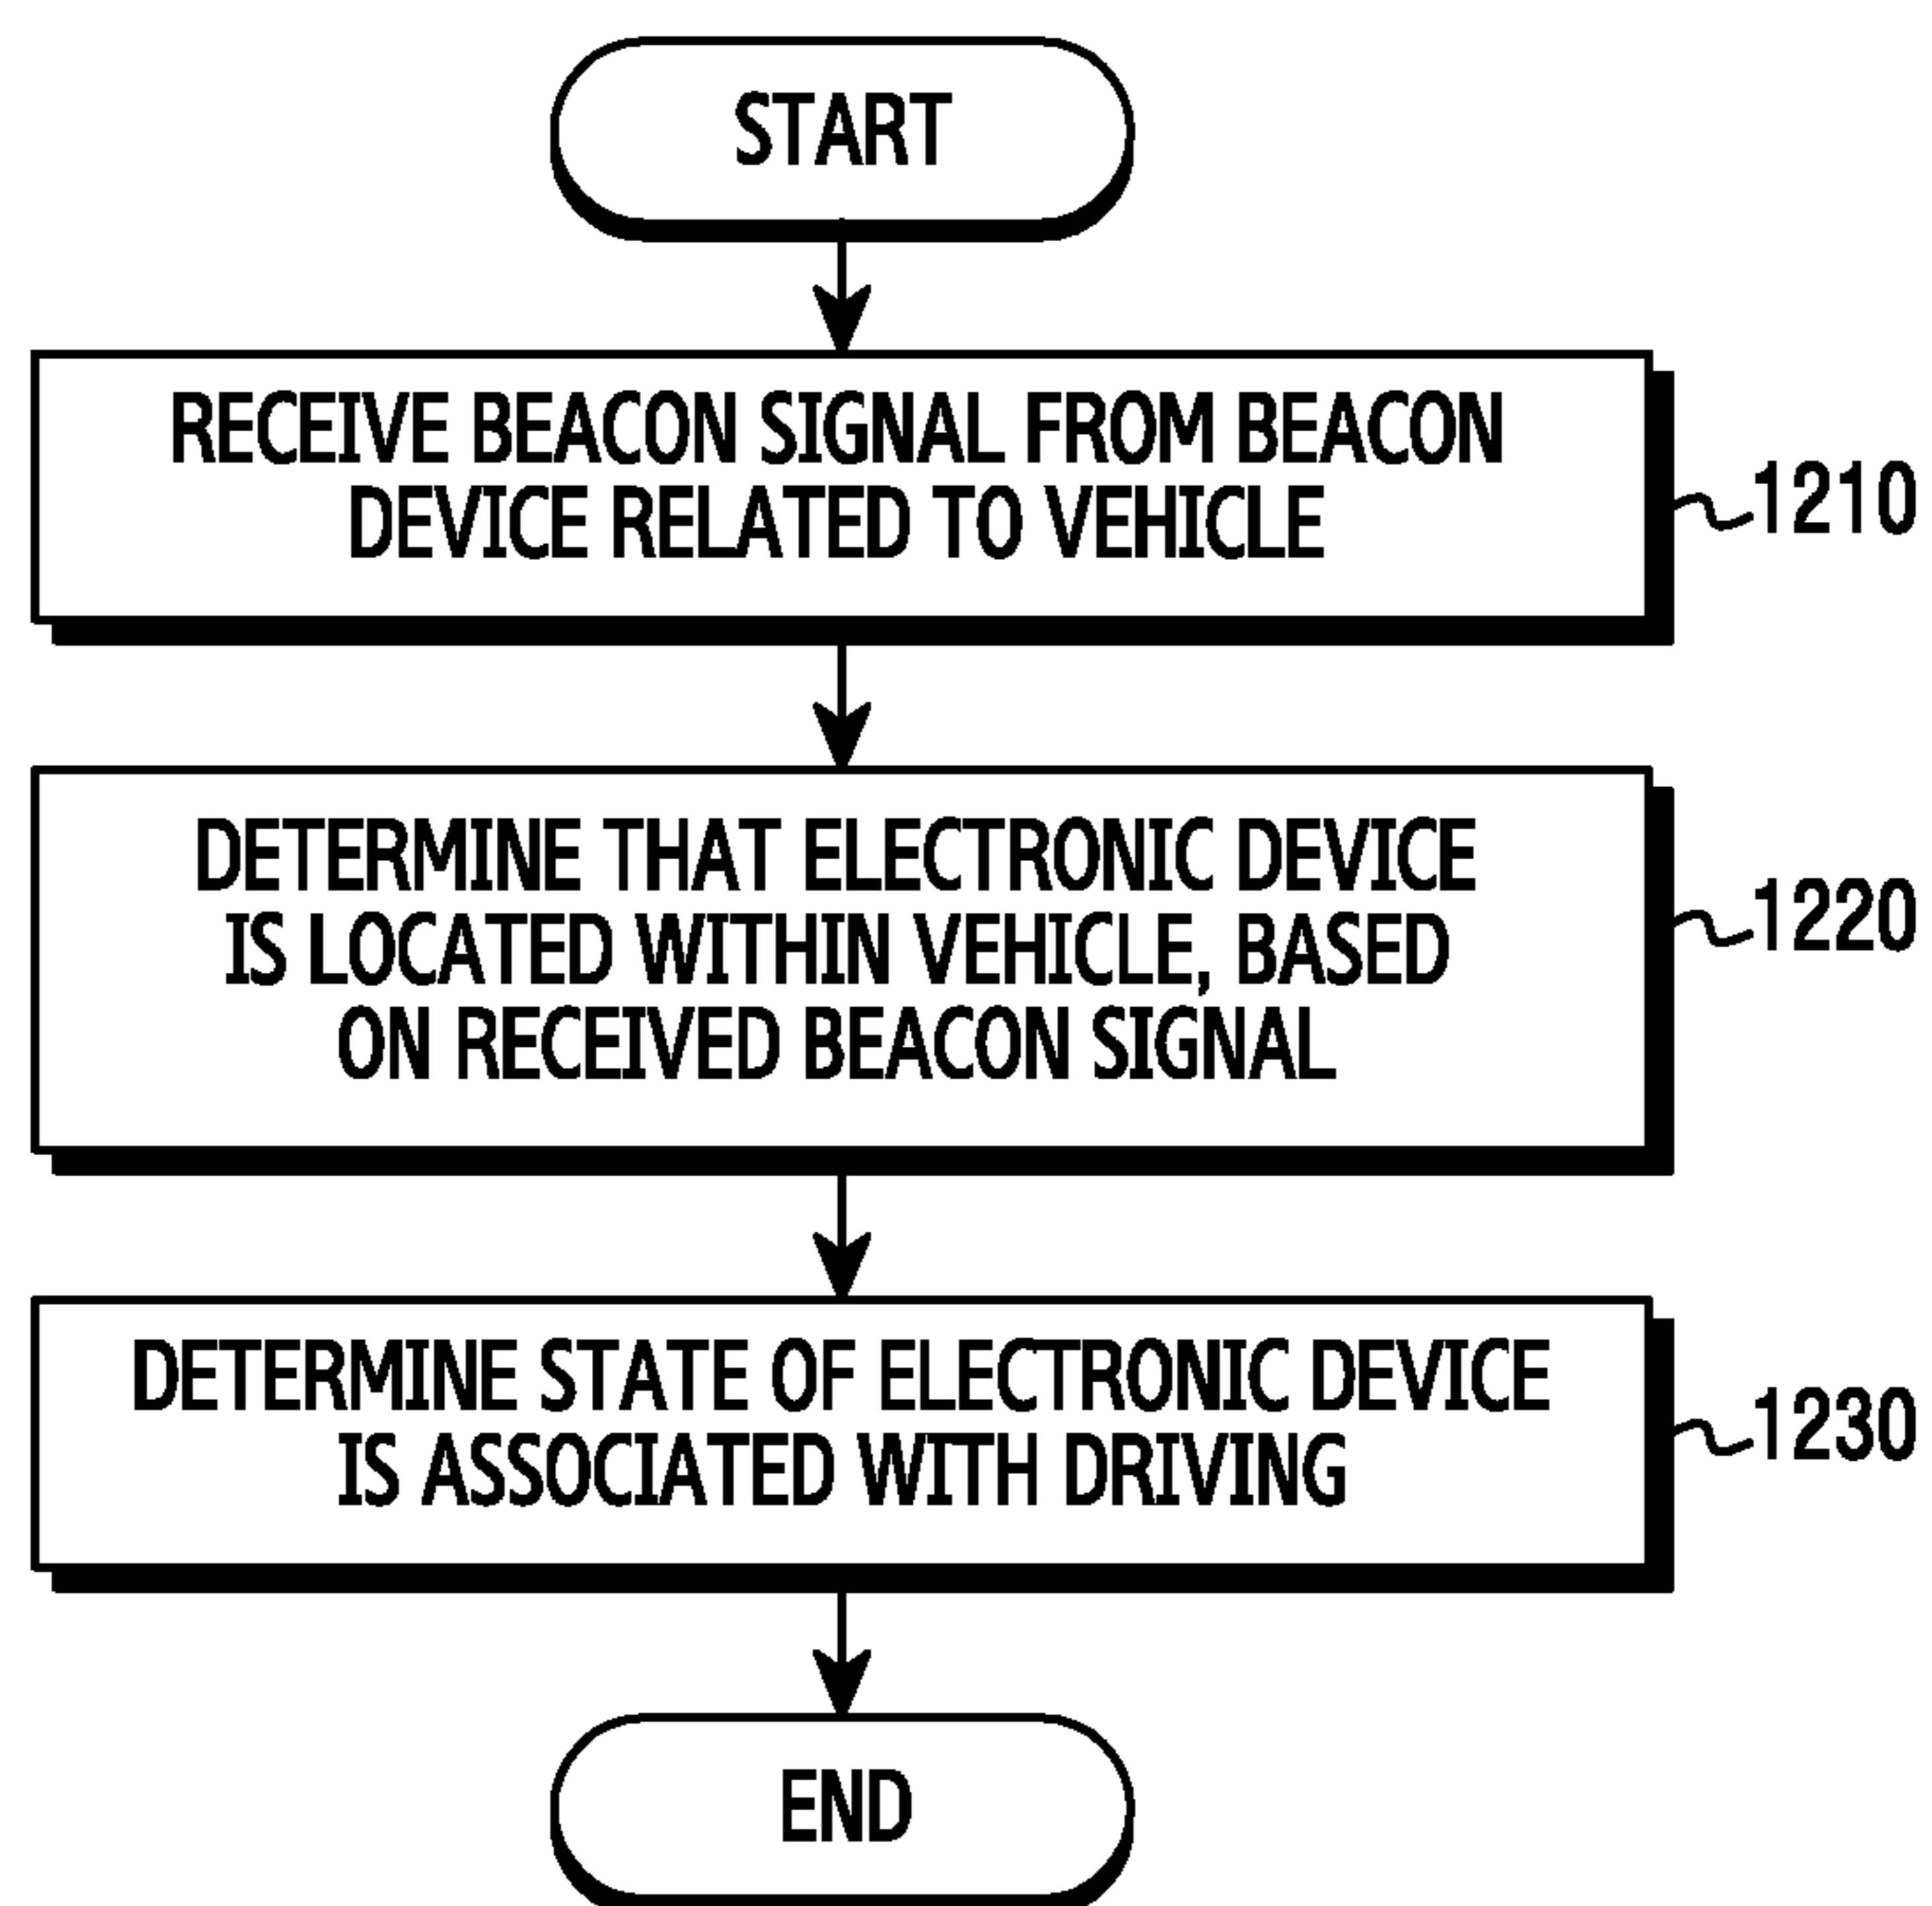 START
RECEIVE BEACON SIGNAL FROM BEACON
DEVICE RELATED TO VEHICLE
1210
DETERMINE THAT ELECTRONIC DEVICE
IS LOCATED WITHIN VEHICLE, BASED
ON RECEIVED BEACON SIGNAL
1220
DETERMINE STATE OF ELECTRONIC DEVICE
IS ASSOCIATED WITH DRIVING
1230
END